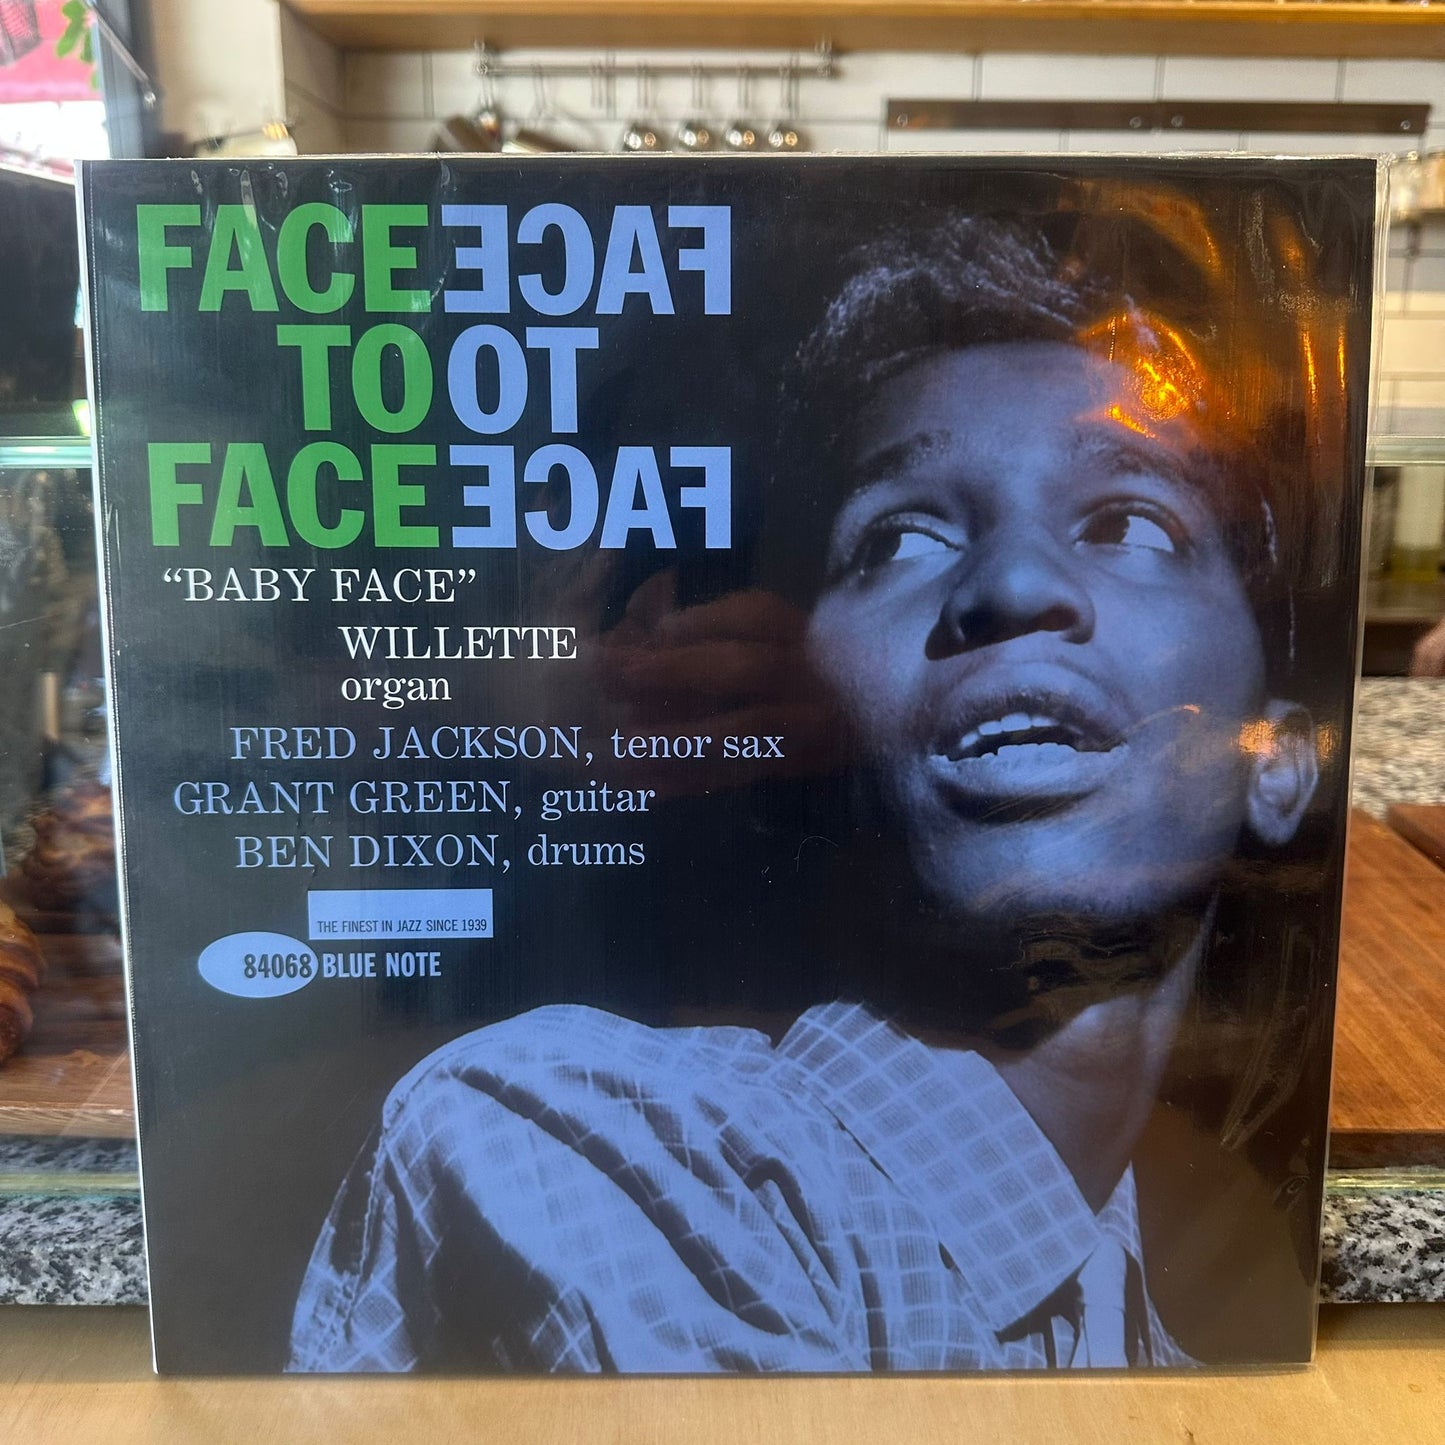 FACE FACE
TO TO
FACE FACE
“BABY FACE”
WILLETTE
organ
FRED JACKSON, tenor sax
GRANT GREEN, guitar
BEN DIXON, drums
THE FINEST IN JAZZ SINCE 1939
84068 BLUE NOTE